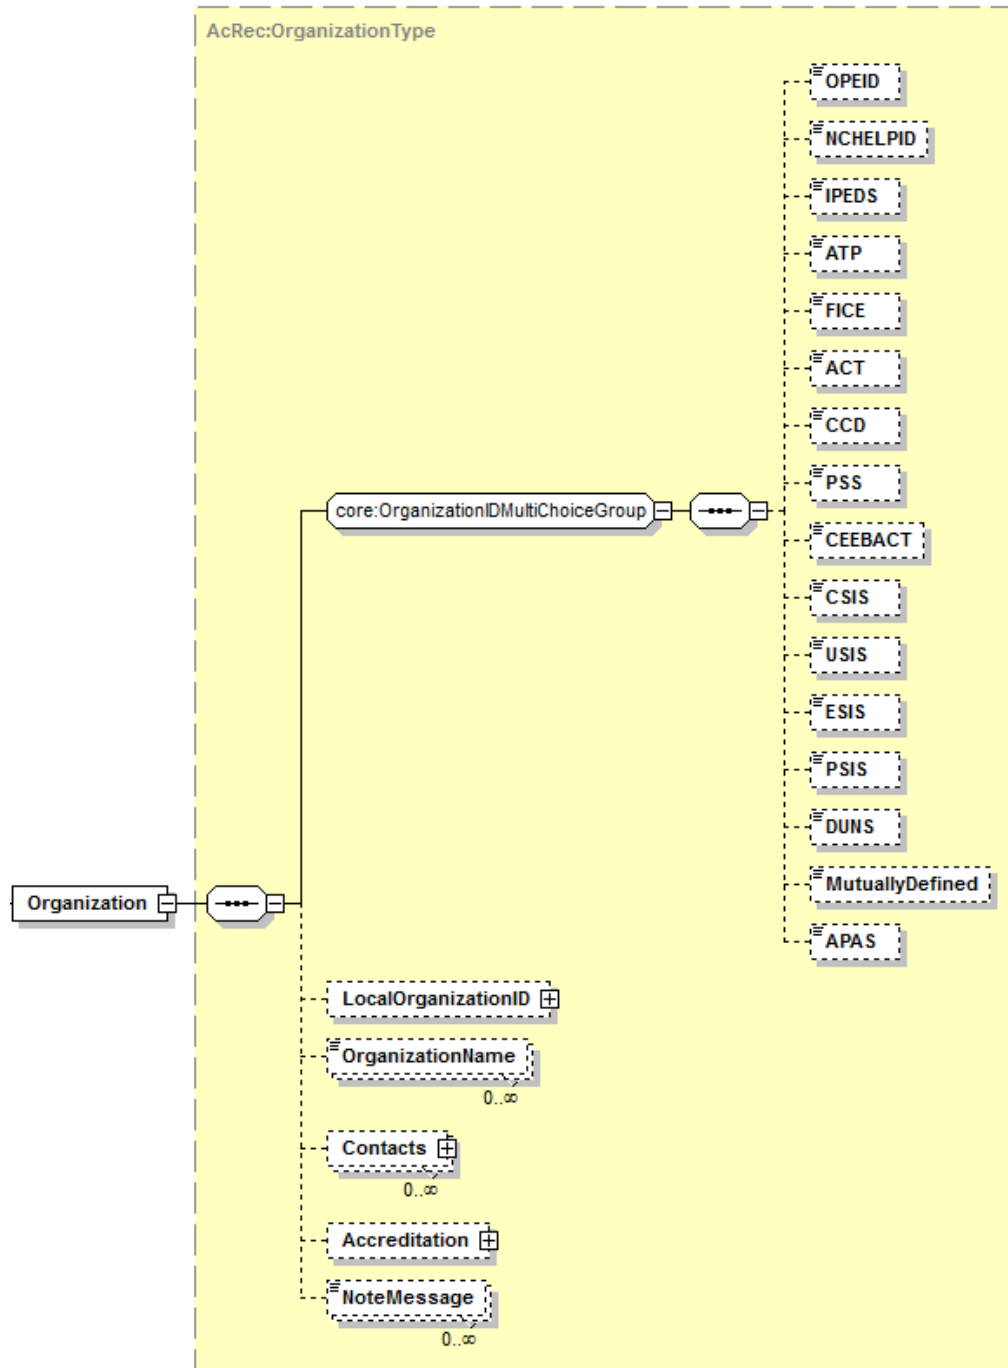 AcRec:OrganizationType
OPEID
NCHELPID
IPEDS
ATP
FICE
ACT
CCD
PSS
core:OrganizationIDMultiChoiceGroup
CEEBACT
CSIS
USIS
ESIS
PSIS
DUNS
MutuallyDefined
Organization
APAS
LocalOrganizationID
OrganizationName
0..∞
Contacts
0..∞
Accreditation
NoteMessage
0..∞